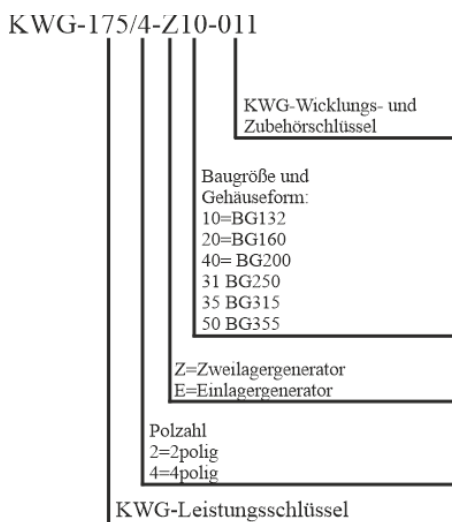 KWG-175/4-Z10-011
KWG-Wicklungs- und
Zubehörschlüssel
Baugröße und
Gehäuseform:
10=BG132
20=BG160
40= BG200
31 BG250
35 BG315
50 BG355
Z=Zweilagergenerator
E=Einlagergenerator
Polzahl
2=2polig
4=4polig
KWG-Leistungsschlüssel